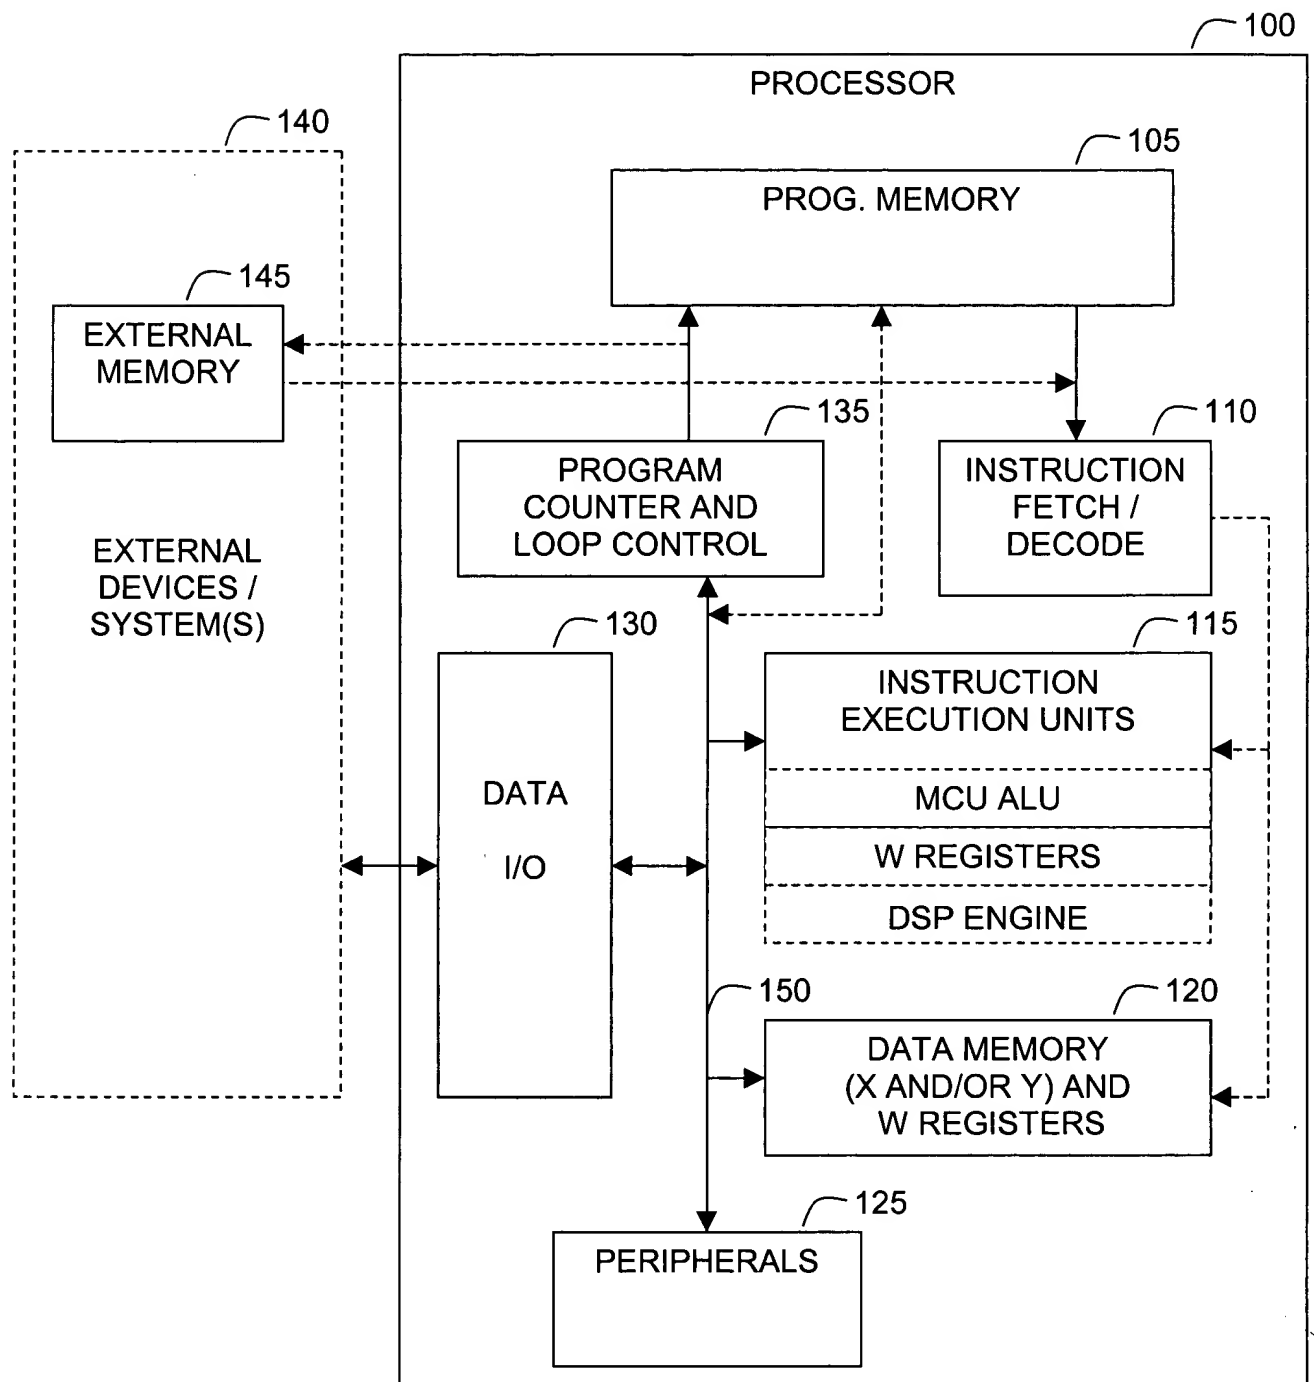 100
PROCESSOR
140
105
PROG. MEMORY
145
EXTERNAL
MEMORY
135
110
PROGRAM
COUNTER AND
LOOP CONTROL
INSTRUCTION
FETCH /
DECODE
EXTERNAL
DEVICES /
SYSTEM(S)
130
115
INSTRUCTION
EXECUTION UNITS
DATA
I/O
MCU ALU
W REGISTERS
DSP ENGINE
150
120
DATA MEMORY
(X AND/OR Y) AND
W REGISTERS
125
PERIPHERALS